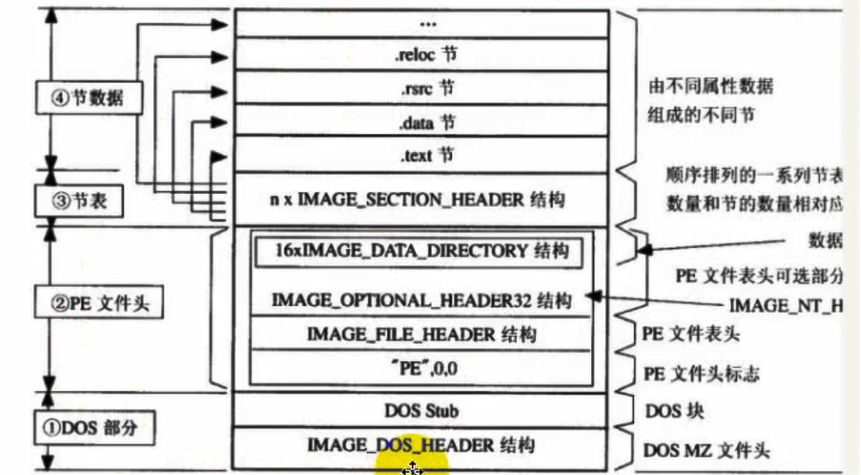 ...
.reloc 节
.rsrc 节
.data 节
.text 节
n x IMAGE_SECTION_HEADER 结构
16xIMAGE_DATA_DIRECTORY 结构
IMAGE_OPTIONAL_HEADER32 结构
IMAGE_FILE_HEADER 结构
"PE",0,0
DOS Stub
IMAGE_DOS_HEADER 结构
④节数据
③节表
②PE 文件头
①DOS 部分
由不同属性数据
组成的不同节
顺序排列的一系列节表
数量和节的数量相对应
数据
PE 文件表头可选部分
IMAGE_NT_H
PE 文件表头
PE 文件头标志
DOS 块
DOS MZ 文件头